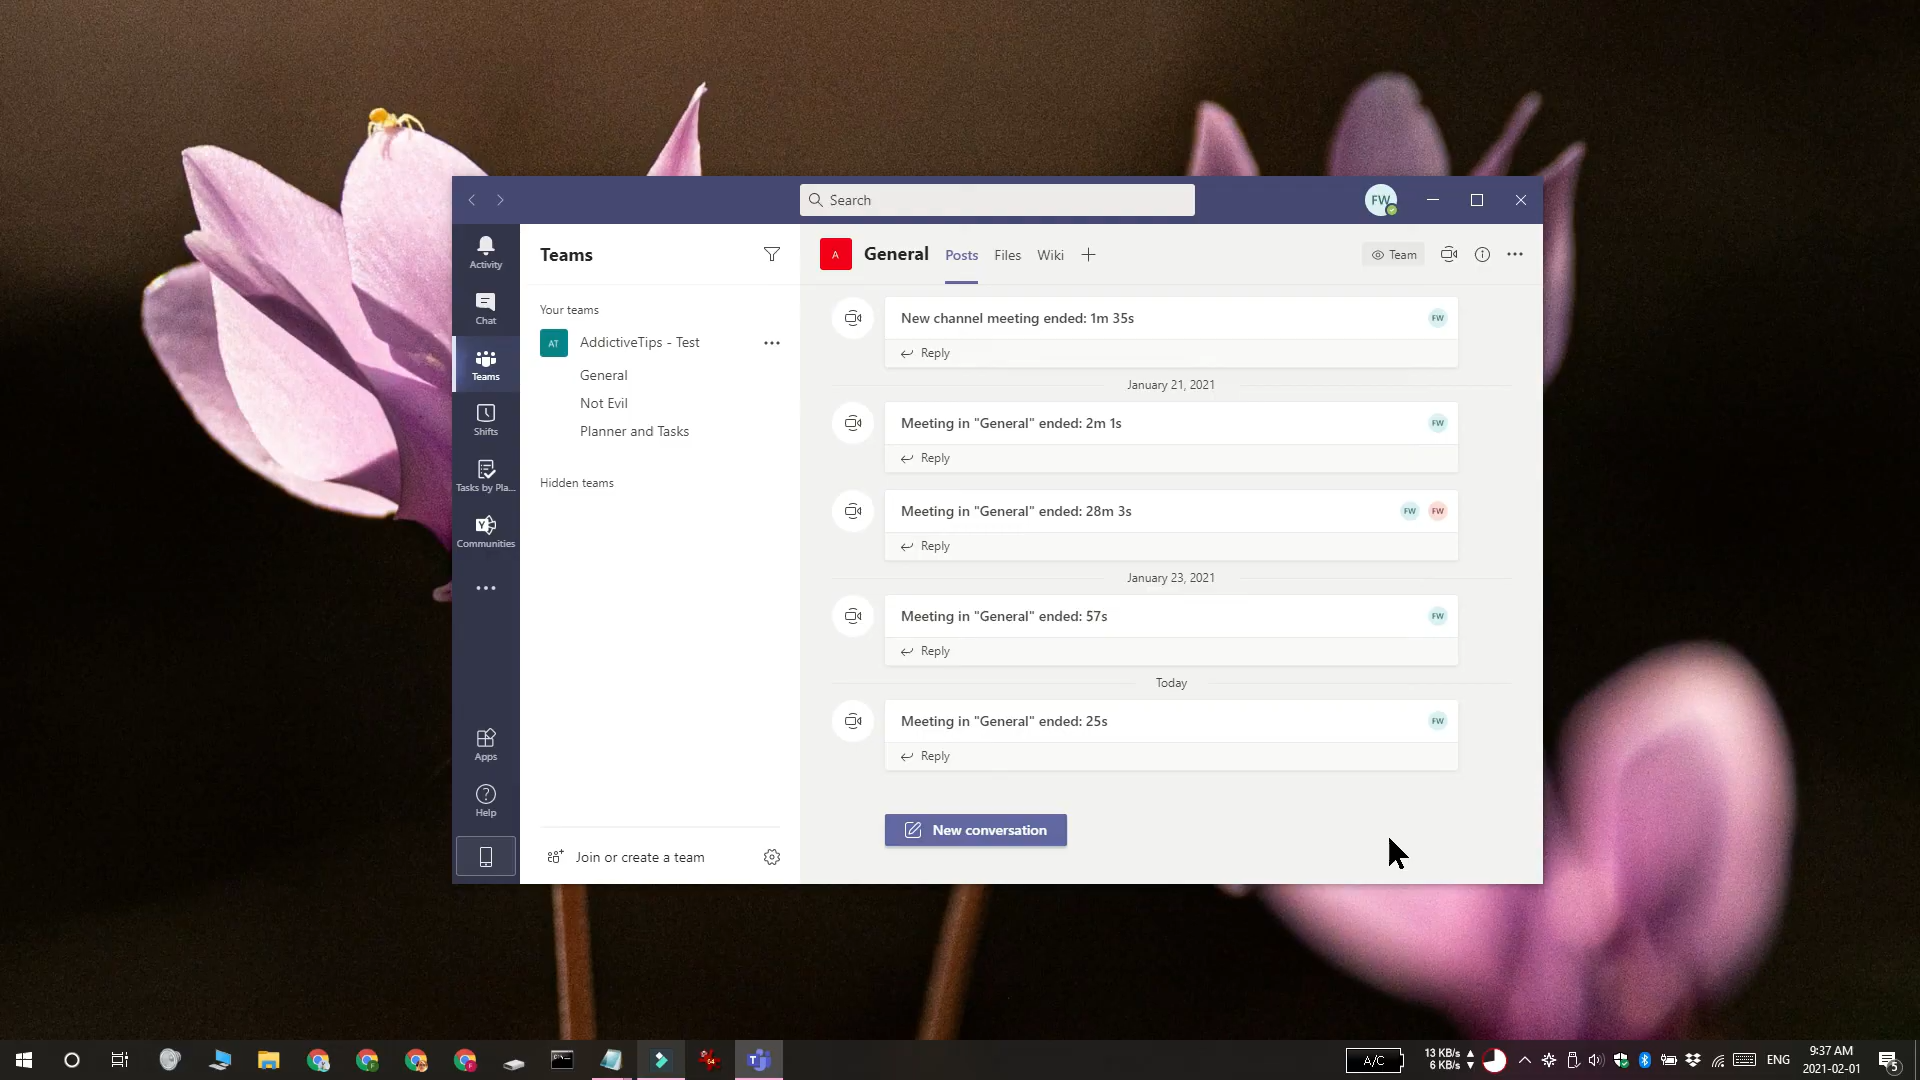 Search
FW
Activity
Chat
Teams
Shifts
Tasks by Pla...
Communities
Apps
Help
Teams
Your teams
AT
AddictiveTips - Test
General
Not Evil
Planner and Tasks
Hidden teams
Join or create a team
A
General
Posts
Files
Wiki
Team
New channel meeting ended: 1m 35s
FW
Reply
January 21, 2021
Meeting in "General" ended: 2m 1s
FW
Reply
Meeting in "General" ended: 28m 3s
FW
FW
Reply
January 23, 2021
Meeting in "General" ended: 57s
FW
Reply
Today
Meeting in "General" ended: 25s
FW
Reply
New conversation
A/C
13 KB/s
6 KB/s
ENG
9:37 AM
2021-02-01
5